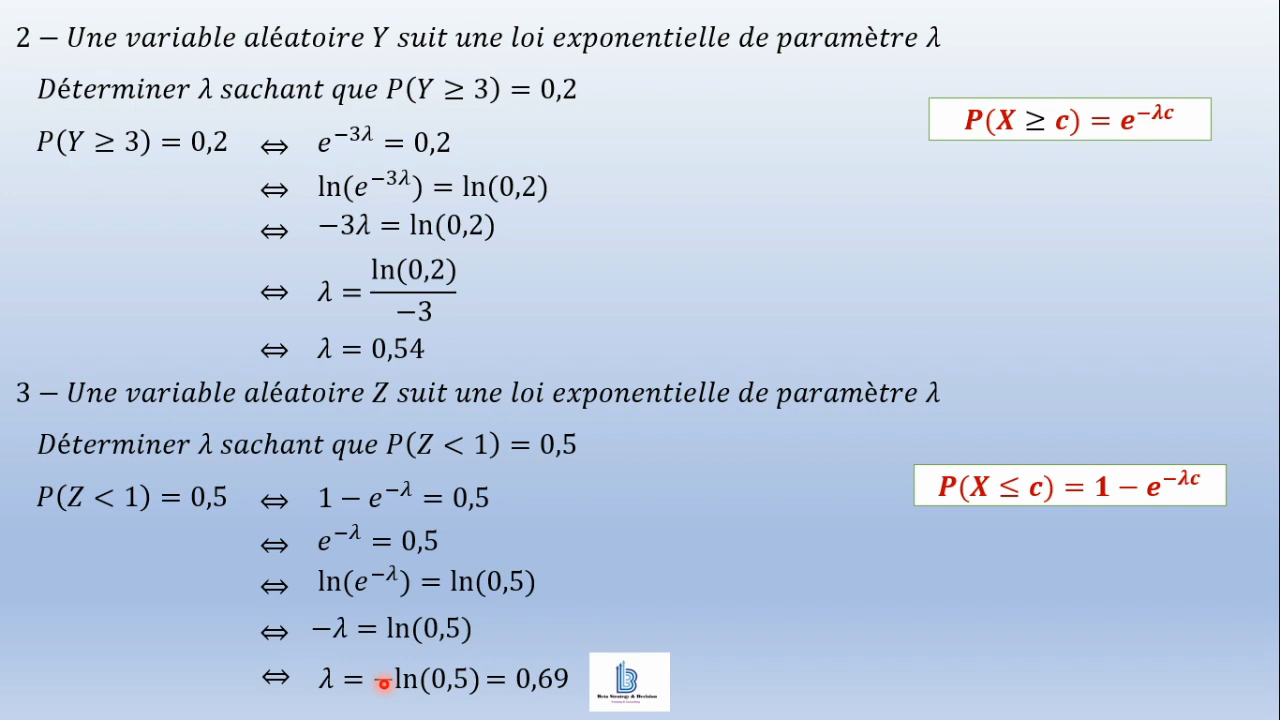 2 − Une variable aléatoire Y suit une loi exponentielle de paramètre λ
Déterminer λ sachant que P(Y ≥ 3) = 0,2
P(X ≥ c) = e^{−λc}
P(Y ≥ 3) = 0,2 ⇔ e^{−3λ} = 0,2
⇔ ln(e^{−3λ}) = ln(0,2)
⇔ −3λ = ln(0,2)
⇔ λ = ln(0,2)/−3
⇔ λ = 0,54
3 − Une variable aléatoire Z suit une loi exponentielle de paramètre λ
Déterminer λ sachant que P(Z < 1) = 0,5
P(X ≤ c) = 1 − e^{−λc}
P(Z < 1) = 0,5 ⇔ 1 − e^{−λ} = 0,5
⇔ e^{−λ} = 0,5
⇔ ln(e^{−λ}) = ln(0,5)
⇔ −λ = ln(0,5)
⇔ λ = −ln(0,5) = 0,69
Beta Strategy & Decision